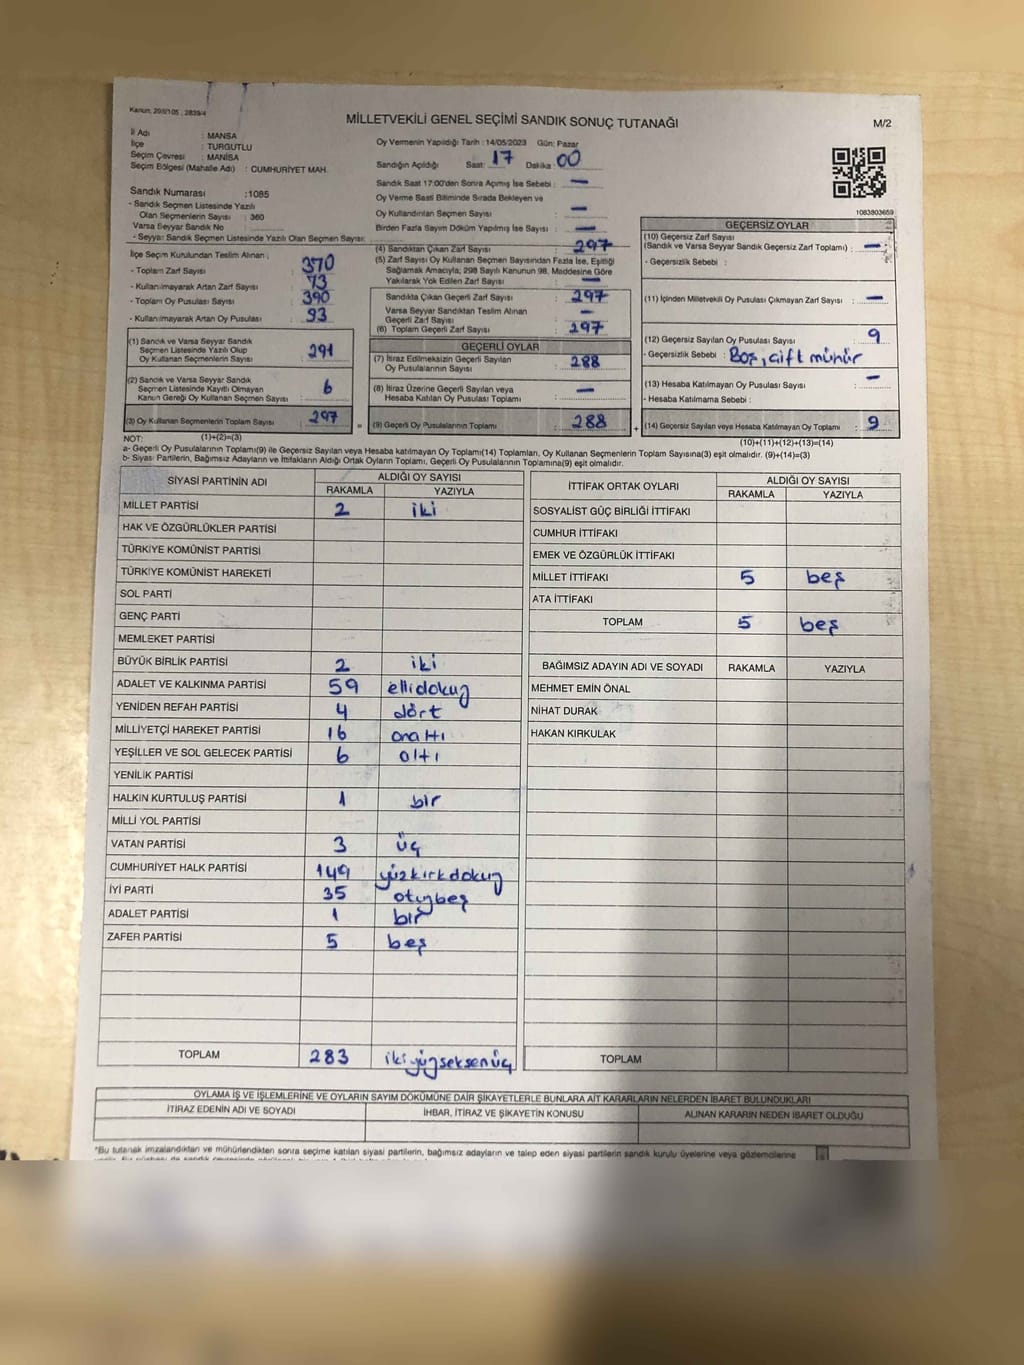 Kanun: 298/105 , 2839/4
MİLLETVEKİLİ GENEL SEÇİMİ SANDIK SONUÇ TUTANAĞI
M/2
İl Adı : MANİSA
İlçe : TURGUTLU
Seçim Çevresi : MANİSA
Seçim Bölgesi (Mahalle Adı) : CUMHURİYET MAH.
Sandık Numarası : 1085
- Sandık Seçmen Listesinde Yazılı
Olan Seçmenlerin Sayısı : 360
Varsa Seyyar Sandık No :
- Seyyar Sandık Seçmen Listesinde Yazılı Olan Seçmen Sayısı:
İlçe Seçim Kurulundan Teslim Alınan ;
- Toplam Zarf Sayısı : 370
- Kullanılmayarak Artan Zarf Sayısı : 73
- Toplam Oy Pusulası Sayısı : 390
- Kullanılmayarak Artan Oy Pusulası : 93
(1) Sandık ve Varsa Seyyar Sandık
Seçmen Listesinde Yazılı Olup
Oy Kullanan Seçmenlerin Sayısı : 291
(2) Sandık ve Varsa Seyyar Sandık
Seçmen Listesinde Kayıtlı Olmayan
Kanun Gereği Oy Kullanan Seçmen Sayısı : 6
(3) Oy Kullanan Seçmenlerin Toplam Sayısı : 297
Oy Vermenin Yapıldığı Tarih : 14/05/2023 Gün: Pazar
Sandığın Açıldığı Saat: 17 Dakika : 00
Sandık Saat 17:00'den Sonra Açılmış İse Sebebi : —
Oy Verme Saati Bitiminde Sırada Bekleyen ve
Oy Kullandırılan Seçmen Sayısı : —
Birden Fazla Sayım Döküm Yapılmış İse Sayısı : —
(4) Sandıktan Çıkan Zarf Sayısı : 297
(5) Zarf Sayısı Oy Kullanan Seçmen Sayısından Fazla İse, Eşitliği
Sağlamak Amacıyla; 298 Sayılı Kanunun 98. Maddesine Göre
Yakılarak Yok Edilen Zarf Sayısı : —
Sandıkta Çıkan Geçerli Zarf Sayısı : 297
Varsa Seyyar Sandıktan Teslim Alınan
Geçerli Zarf Sayısı : —
(6) Toplam Geçerli Zarf Sayısı : 297
GEÇERLİ OYLAR
(7) İtiraz Edilmeksizin Geçerli Sayılan
Oy Pusulalarının Sayısı : 288
(8) İtiraz Üzerine Geçerli Sayılan veya
Hesaba Katılan Oy Pusulası Toplamı : —
= (9) Geçerli Oy Pusulalarının Toplamı : 288
1083803659
GEÇERSİZ OYLAR
(10) Geçersiz Zarf Sayısı
(Sandık ve Varsa Seyyar Sandık Geçersiz Zarf Toplamı) : —
- Geçersizlik Sebebi :
(11) İçinden Milletvekili Oy Pusulası Çıkmayan Zarf Sayısı : —
(12) Geçersiz Sayılan Oy Pusulası Sayısı : 9
- Geçersizlik Sebebi : Boş, çift mühür
(13) Hesaba Katılmayan Oy Pusulası Sayısı : —
- Hesaba Katılmama Sebebi :
+ (14) Geçersiz Sayılan veya Hesaba Katılmayan Oy Toplamı : 9
NOT: (1)+(2)=(3)
(10)+(11)+(12)+(13)=(14)
a- Geçerli Oy Pusulalarının Toplamı(9) ile Geçersiz Sayılan veya Hesaba katılmayan Oy Toplamı(14) Toplamları, Oy Kullanan Seçmenlerin Toplam Sayısına(3) eşit olmalıdır. (9)+(14)=(3)
b- Siyasi Partilerin, Bağımsız Adayların ve İttifakların Aldığı Ortak Oyların Toplamı, Geçerli Oy Pusulalarının Toplamına(9) eşit olmalıdır.
SİYASİ PARTİNİN ADI ALDIĞI OY SAYISI
RAKAMLA YAZIYLA
MİLLET PARTİSİ 2 iki
HAK VE ÖZGÜRLÜKLER PARTİSİ
TÜRKİYE KOMÜNİST PARTİSİ
TÜRKİYE KOMÜNİST HAREKETİ
SOL PARTİ
GENÇ PARTİ
MEMLEKET PARTİSİ
BÜYÜK BİRLİK PARTİSİ 2 iki
ADALET VE KALKINMA PARTİSİ 59 ellidokuz
YENİDEN REFAH PARTİSİ 4 dört
MİLLİYETÇİ HAREKET PARTİSİ 16 onaltı
YEŞİLLER VE SOL GELECEK PARTİSİ 6 altı
YENİLİK PARTİSİ
HALKIN KURTULUŞ PARTİSİ 1 bir
MİLLİ YOL PARTİSİ
VATAN PARTİSİ 3 üç
CUMHURİYET HALK PARTİSİ 149 yüzkırkdokuz
İYİ PARTİ 35 otuzbeş
ADALET PARTİSİ 1 bir
ZAFER PARTİSİ 5 beş
TOPLAM 283 ikiyüzseksenüç
İTTİFAK ORTAK OYLARI ALDIĞI OY SAYISI
RAKAMLA YAZIYLA
SOSYALİST GÜÇ BİRLİĞİ İTTİFAKI
CUMHUR İTTİFAKI
EMEK VE ÖZGÜRLÜK İTTİFAKI
MİLLET İTTİFAKI 5 beş
ATA İTTİFAKI
TOPLAM 5 beş
BAĞIMSIZ ADAYIN ADI VE SOYADI RAKAMLA YAZIYLA
MEHMET EMİN ÖNAL
NİHAT DURAK
HAKAN KIRKULAK
TOPLAM
OYLAMA İŞ VE İŞLEMLERİNE VE OYLARIN SAYIM DÖKÜMÜNE DAİR ŞİKAYETLERLE BUNLARA AİT KARARLARIN NELERDEN İBARET BULUNDUKLARI
İTİRAZ EDENİN ADI VE SOYADI İHBAR, İTİRAZ VE ŞİKAYETİN KONUSU ALINAN KARARIN NEDEN İBARET OLDUĞU
*Bu tutanak imzalandıktan ve mühürlendikten sonra seçime katılan siyasi partilerin, bağımsız adayların ve talep eden siyasi partilerin sandık kurulu üyelerine veya gözlemcilerine